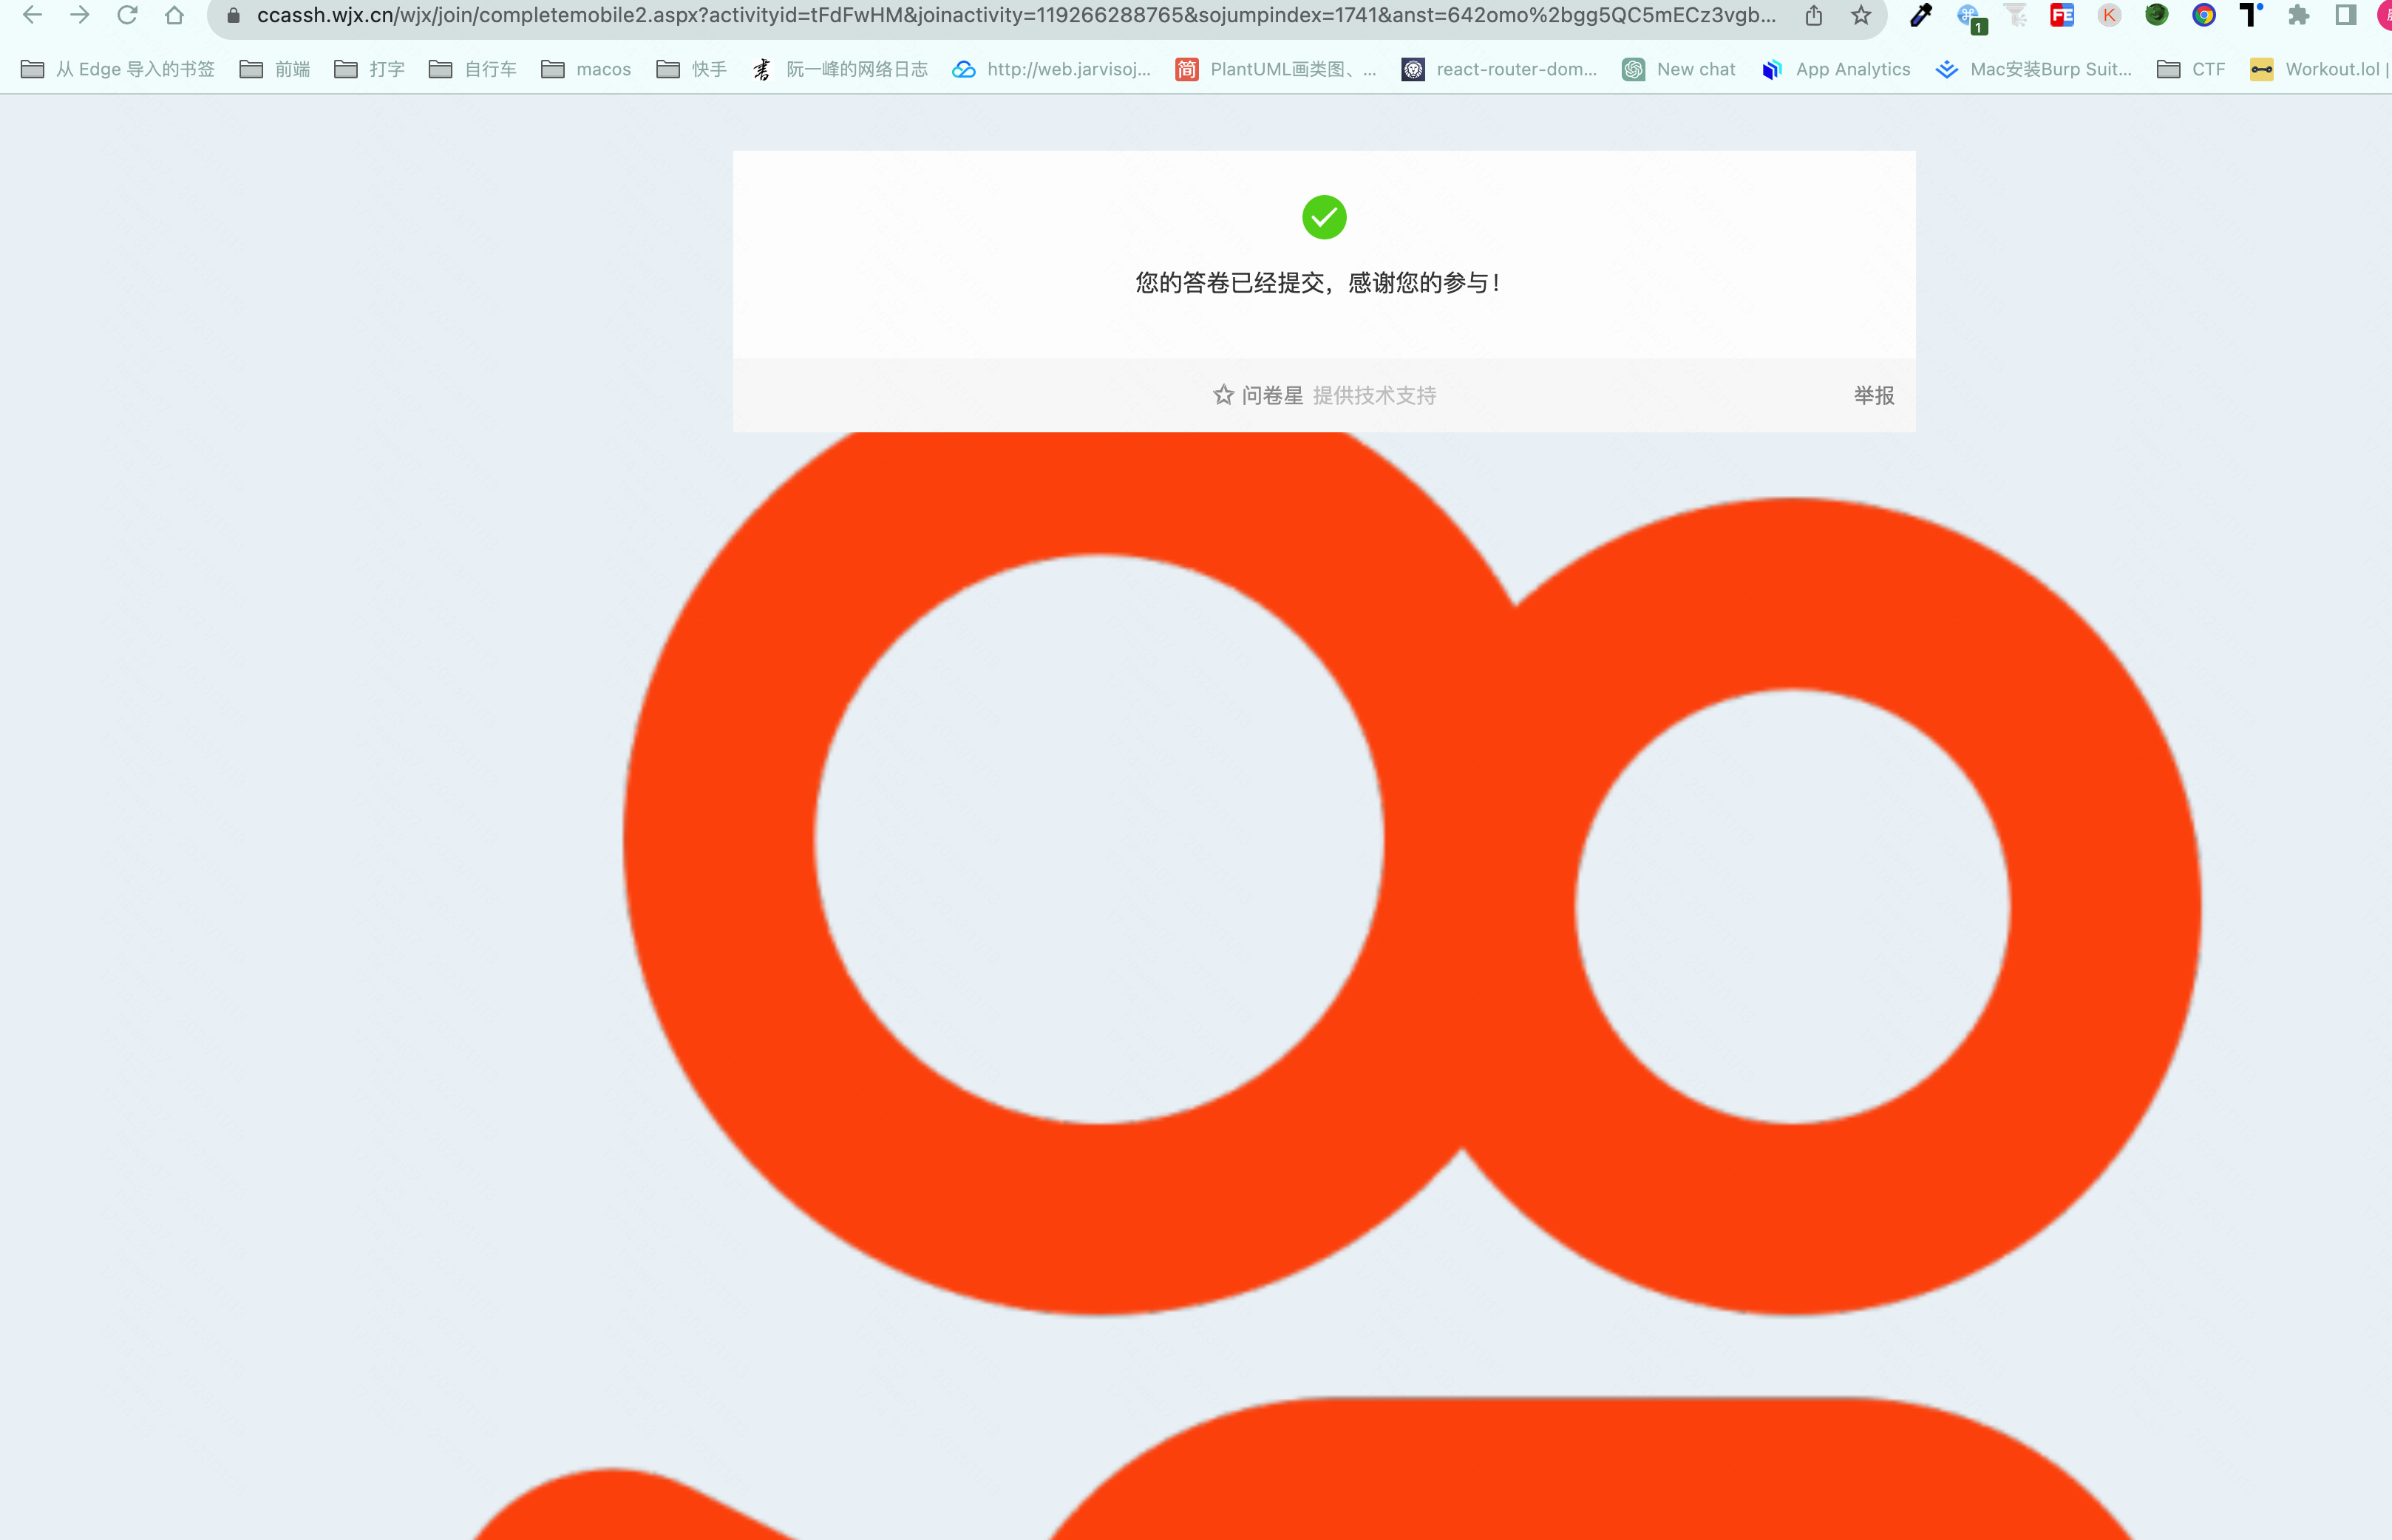 ccassh.wjx.cn/wjx/join/completemobile2.aspx?activityid=tFdFwHM&joinactivity=119266288765&sojumpindex=1741&anst=642omo%2bgg5QC5mECz3vgb...
1
从 Edge 导入的书签 前端 打字 自行车 macos 快手 阮一峰的网络日志 http://web.jarvisoj... PlantUML画类图、... react-router-dom... New chat App Analytics Mac安装Burp Suit... CTF Workout.lol |
您的答卷已经提交，感谢您的参与！
问卷星 提供技术支持 举报